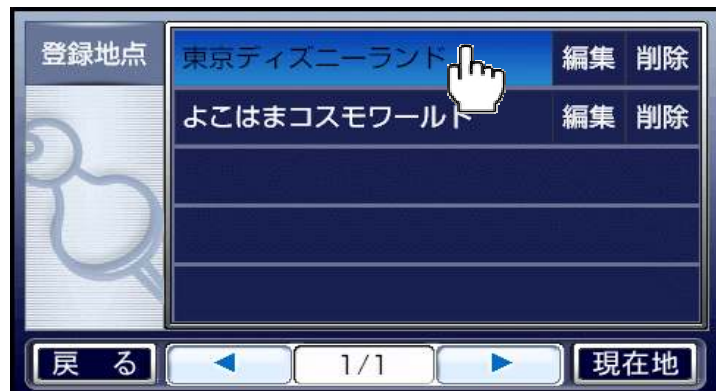 登録地点
東京ディズニーランド 編集 削除
よこはまコスモワールド 編集 削除
戻る 1/1 現在地